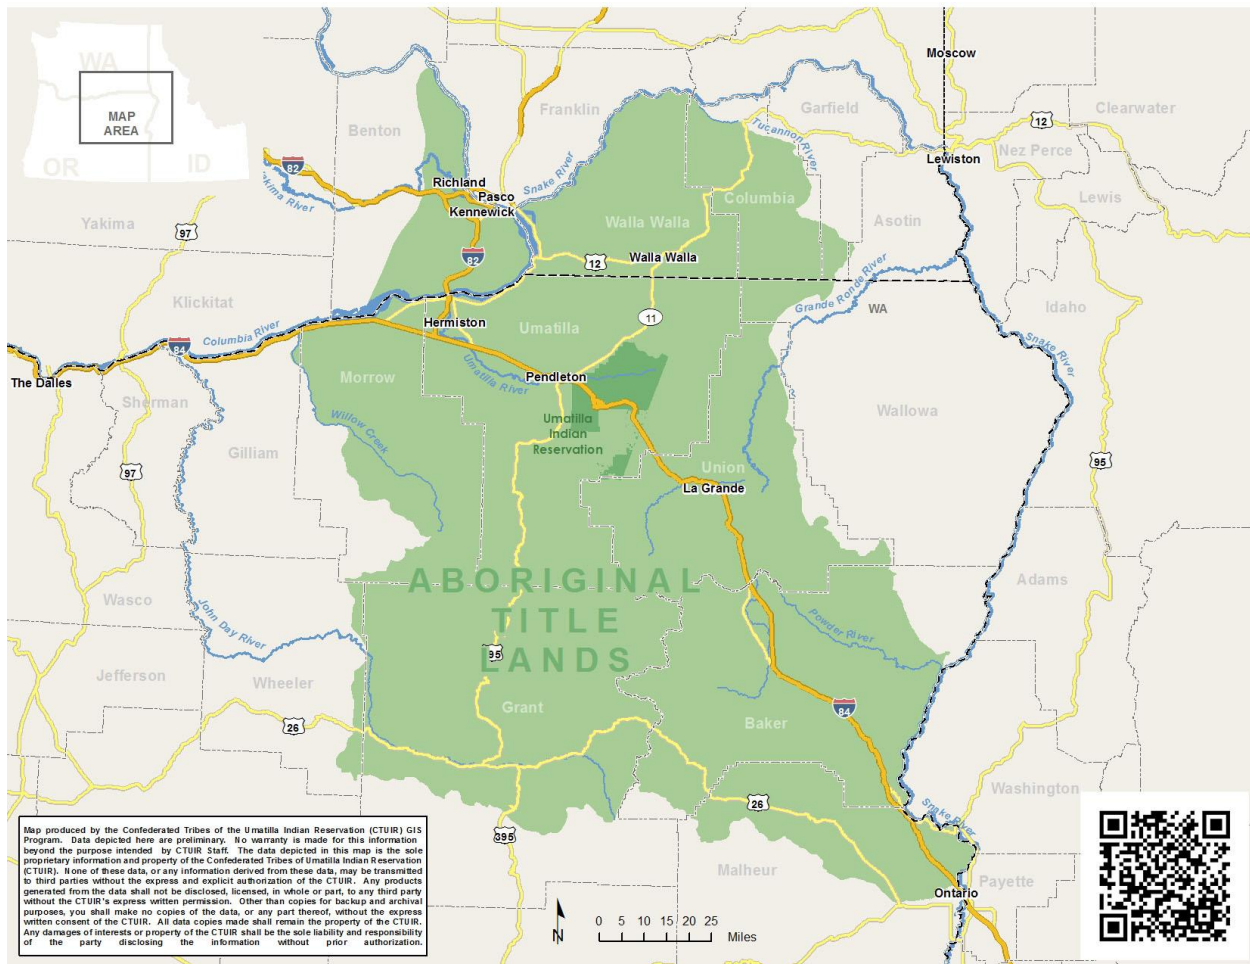 WA
MAP
AREA
OR
ID
Moscow
Franklin
Garfield
Clearwater
12
Benton
Tucannon River
Nez Perce
82
Lewiston
Snake River
Richland
Yakima River
Pasco
Kennewick
Columbia
Lewis
Walla Walla
Asotin
Yakima
97
82
12
Walla Walla
Grande Ronde River
Klickitat
Idaho
WA
11
Hermiston
Umatilla
Columbia River
84
Snake River
The Dalles
Umatilla River
Pendleton
Morrow
Sherman
Wallowa
Umatilla
Indian
Reservation
Willow Creek
Gilliam
97
95
Union
La Grande
ABORIGINAL
TITLE
LANDS
Adams
Wasco
John Day River
Powder River
95
Jefferson
Wheeler
Grant
84
Baker
26
Washington
26
Snake River
395
Malheur
Payette
Ontario
Map produced by the Confederated Tribes of the Umatilla Indian Reservation (CTUIR) GIS
Program. Data depicted here are preliminary. No warranty is made for this information
beyond the purpose intended by CTUIR Staff. The data depicted in this map is the sole
proprietary information and property of the Confederated Tribes of Umatilla Indian Reservation
(CTUIR). None of these data, or any information derived from these data, may be transmitted
to third parties without the express and explicit authorization of the CTUIR. Any products
generated from the data shall not be disclosed, licensed, in whole or part, to any third party
without the CTUIR's express written permission. Other than copies for backup and archival
purposes, you shall make no copies of the data, or any part thereof, without the express
written consent of the CTUIR. All data copies made shall remain the property of the CTUIR.
Any damages of interests or property of the CTUIR shall be the sole liability and responsibility
of the party disclosing the information without prior authorization.
N
0 5 10 15 20 25
Miles